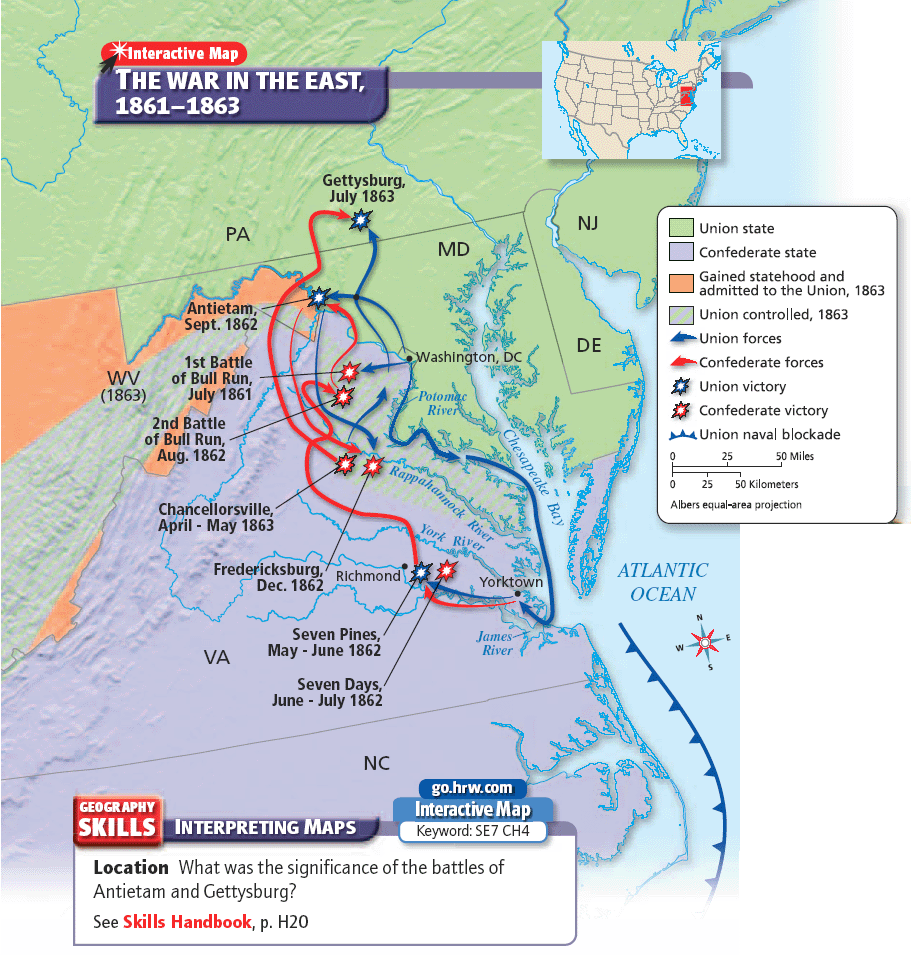 Interactive Map
THE WAR IN THE EAST,
1861–1863
Gettysburg,
July 1863
PA
MD
NJ
DE
Antietam,
Sept. 1862
1st Battle
of Bull Run,
July 1861
WV
(1863)
Washington, DC
Potomac
River
2nd Battle
of Bull Run,
Aug. 1862
Chesapeake Bay
Chancellorsville,
April - May 1863
Rappahannock River
York River
Fredericksburg,
Dec. 1862
Richmond
Yorktown
ATLANTIC
OCEAN
Seven Pines,
May - June 1862
James
River
VA
Seven Days,
June - July 1862
NC
N
E
S
W
Union state
Confederate state
Gained statehood and
admitted to the Union, 1863
Union controlled, 1863
Union forces
Confederate forces
Union victory
Confederate victory
Union naval blockade
0 25 50 Miles
0 25 50 Kilometers
Albers equal-area projection
go.hrw.com
Interactive Map
Keyword: SE7 CH4
GEOGRAPHY
SKILLS
INTERPRETING MAPS
Location What was the significance of the battles of
Antietam and Gettysburg?
See Skills Handbook, p. H20